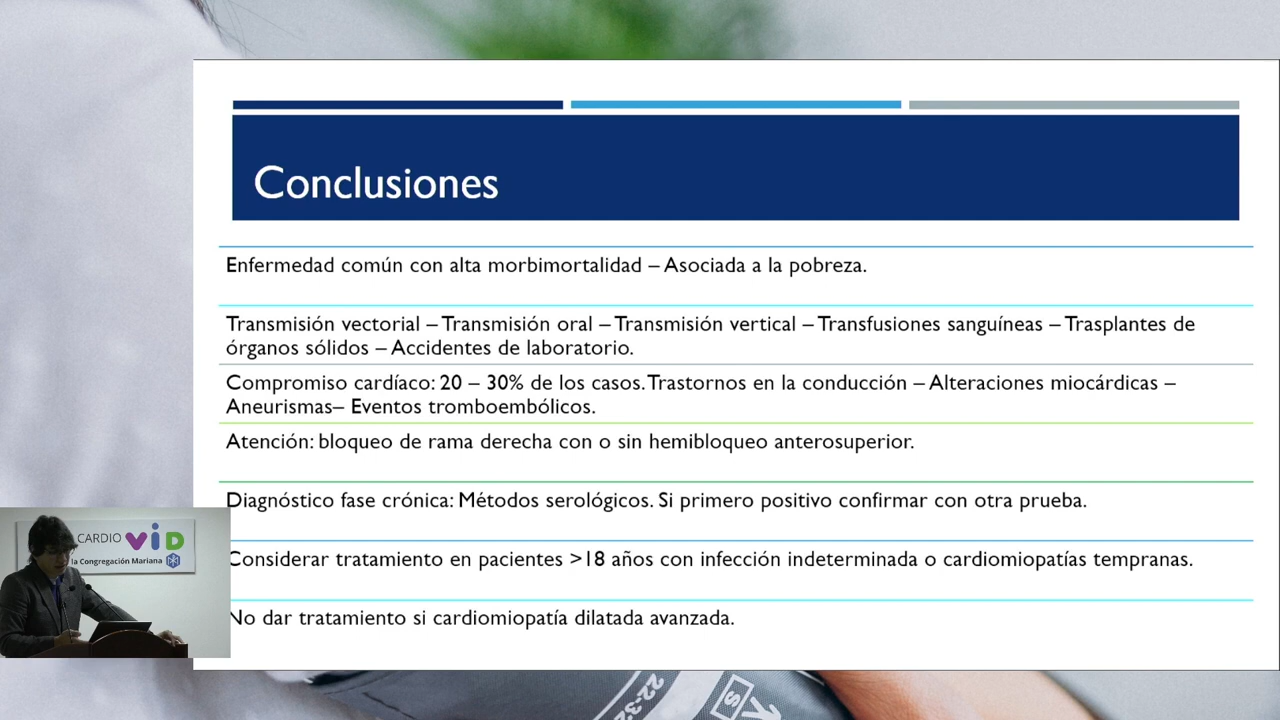 Conclusiones
Enfermedad común con alta morbimortalidad – Asociada a la pobreza.
Transmisión vectorial – Transmisión oral – Transmisión vertical – Transfusiones sanguíneas – Trasplantes de
órganos sólidos – Accidentes de laboratorio.
Compromiso cardíaco: 20 – 30% de los casos. Trastornos en la conducción – Alteraciones miocárdicas –
Aneurismas– Eventos tromboembólicos.
Atención: bloqueo de rama derecha con o sin hemibloqueo anterosuperior.
Diagnóstico fase crónica: Métodos serológicos. Si primero positivo confirmar con otra prueba.
Considerar tratamiento en pacientes >18 años con infección indeterminada o cardiomiopatías tempranas.
No dar tratamiento si cardiomiopatía dilatada avanzada.
CARDIO VID
la Congregación Mariana
S